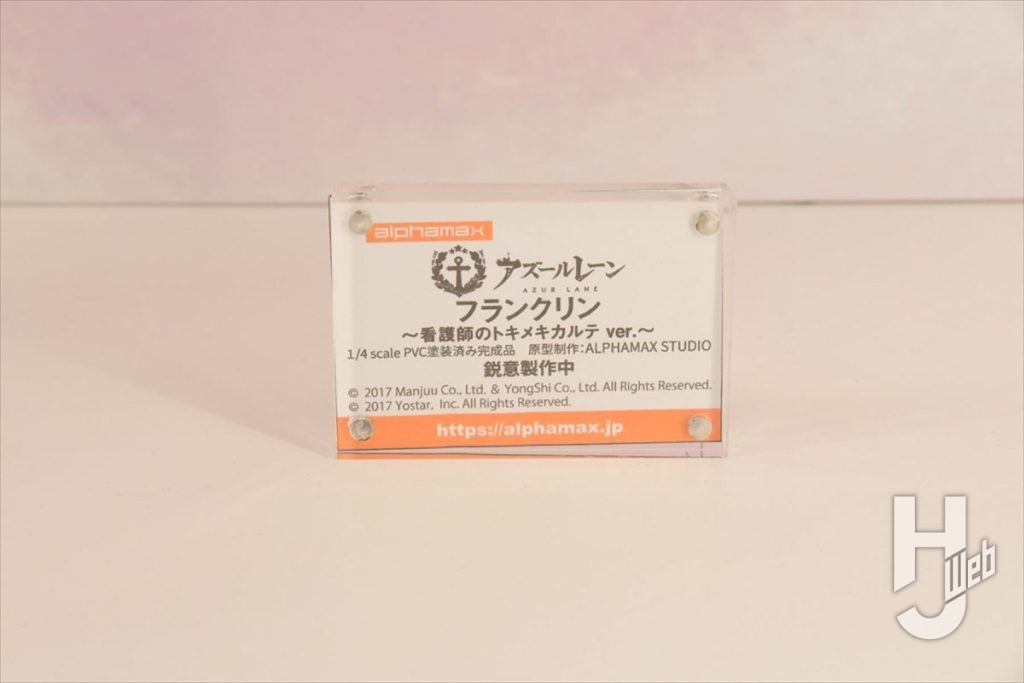 alphamax
アズールレーン
AZUR LANE
フランクリン
～看護師のトキメキカルテ ver.～
1/4 scale PVC塗装済み完成品　原型制作：ALPHAMAX STUDIO
鋭意製作中
© 2017 Manjuu Co., Ltd. & YongShi Co., Ltd. All Rights Reserved.
© 2017 Yostar, Inc. All Rights Reserved.
https://alphamax.jp
HJ Web